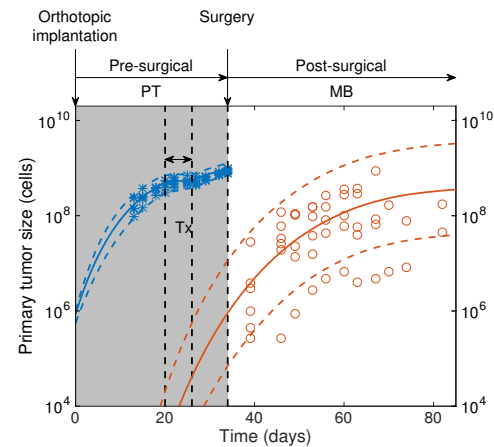 Orthotopic
implantation
Surgery
Pre-surgical
Post-surgical
PT
MB
10^10
10^8
10^6
10^4
Primary tumor size (cells)
Tx
10^10
10^8
10^6
10^4
0
20
40
60
80
Time (days)